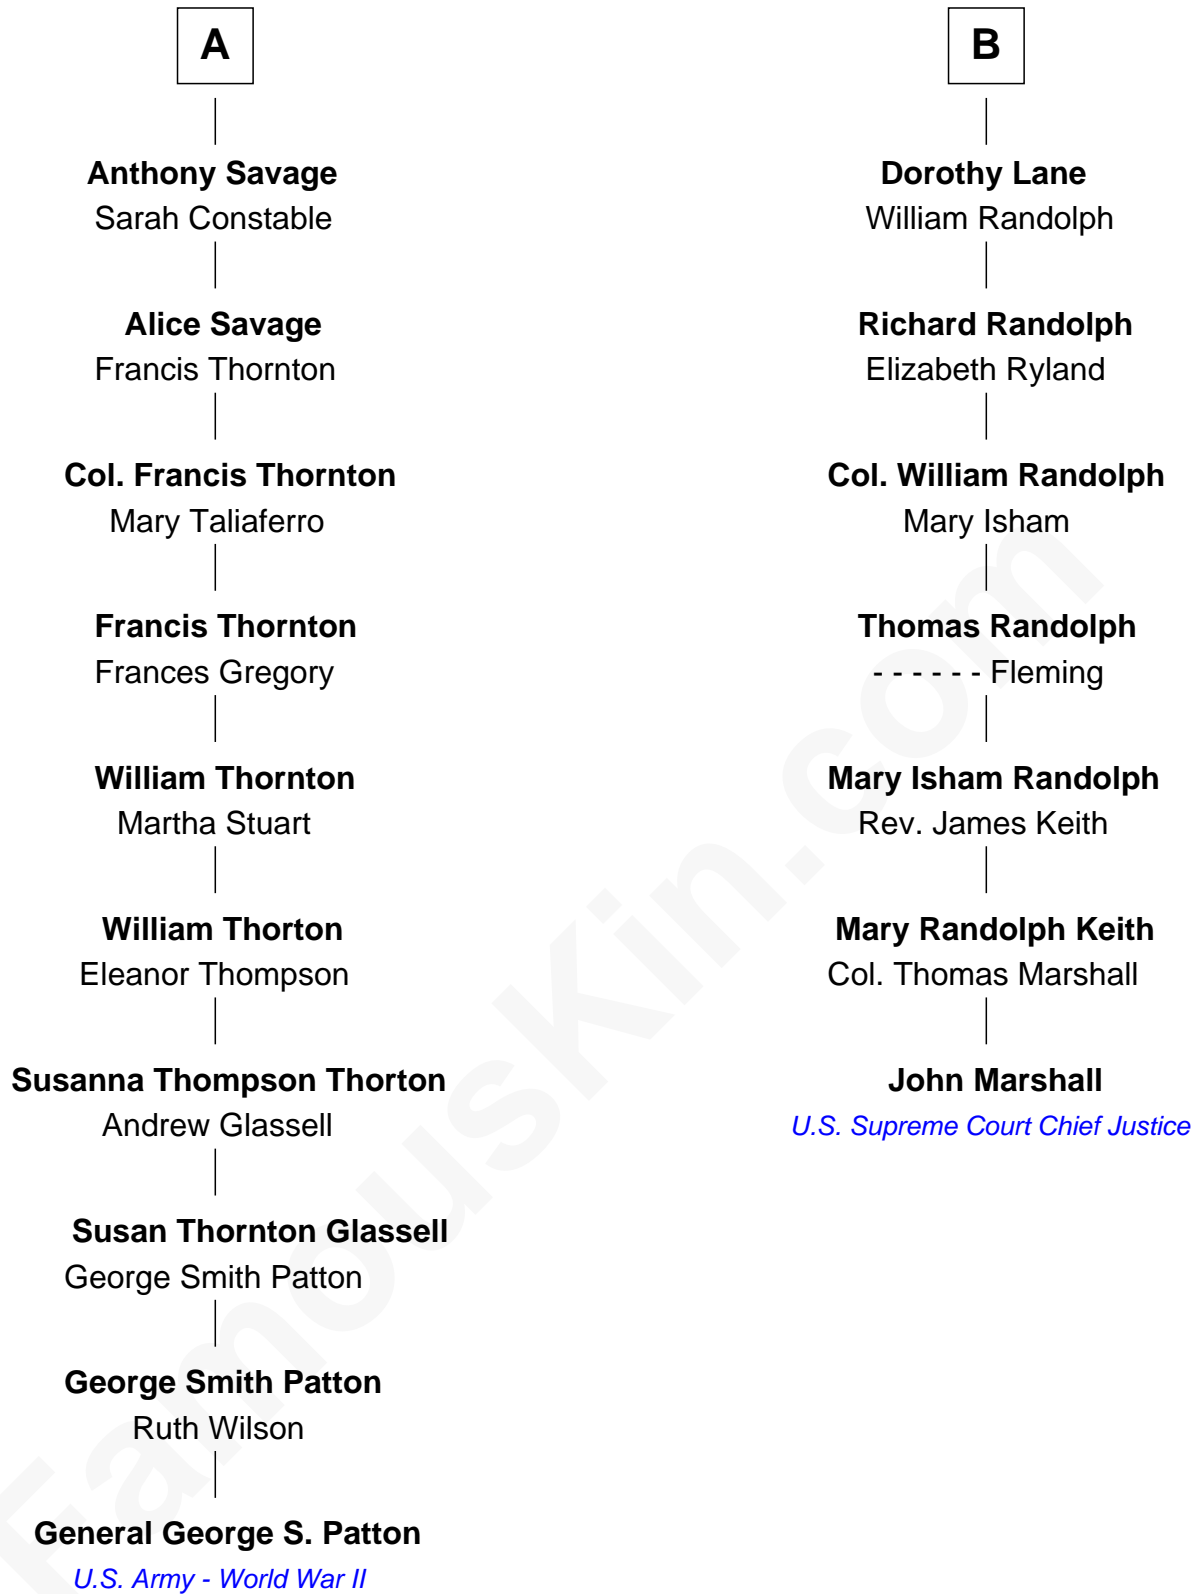 A
Anthony Savage
Sarah Constable
Alice Savage
Francis Thornton
Col. Francis Thornton
Mary Taliaferro
Francis Thornton
Frances Gregory
William Thornton
Martha Stuart
William Thorton
Eleanor Thompson
Susanna Thompson Thorton
Andrew Glassell
Susan Thornton Glassell
George Smith Patton
George Smith Patton
Ruth Wilson
General George S. Patton
U.S. Army - World War II
B
Dorothy Lane
William Randolph
Richard Randolph
Elizabeth Ryland
Col. William Randolph
Mary Isham
Thomas Randolph
- - - - - - Fleming
Mary Isham Randolph
Rev. James Keith
Mary Randolph Keith
Col. Thomas Marshall
John Marshall
U.S. Supreme Court Chief Justice
FamousKin.com